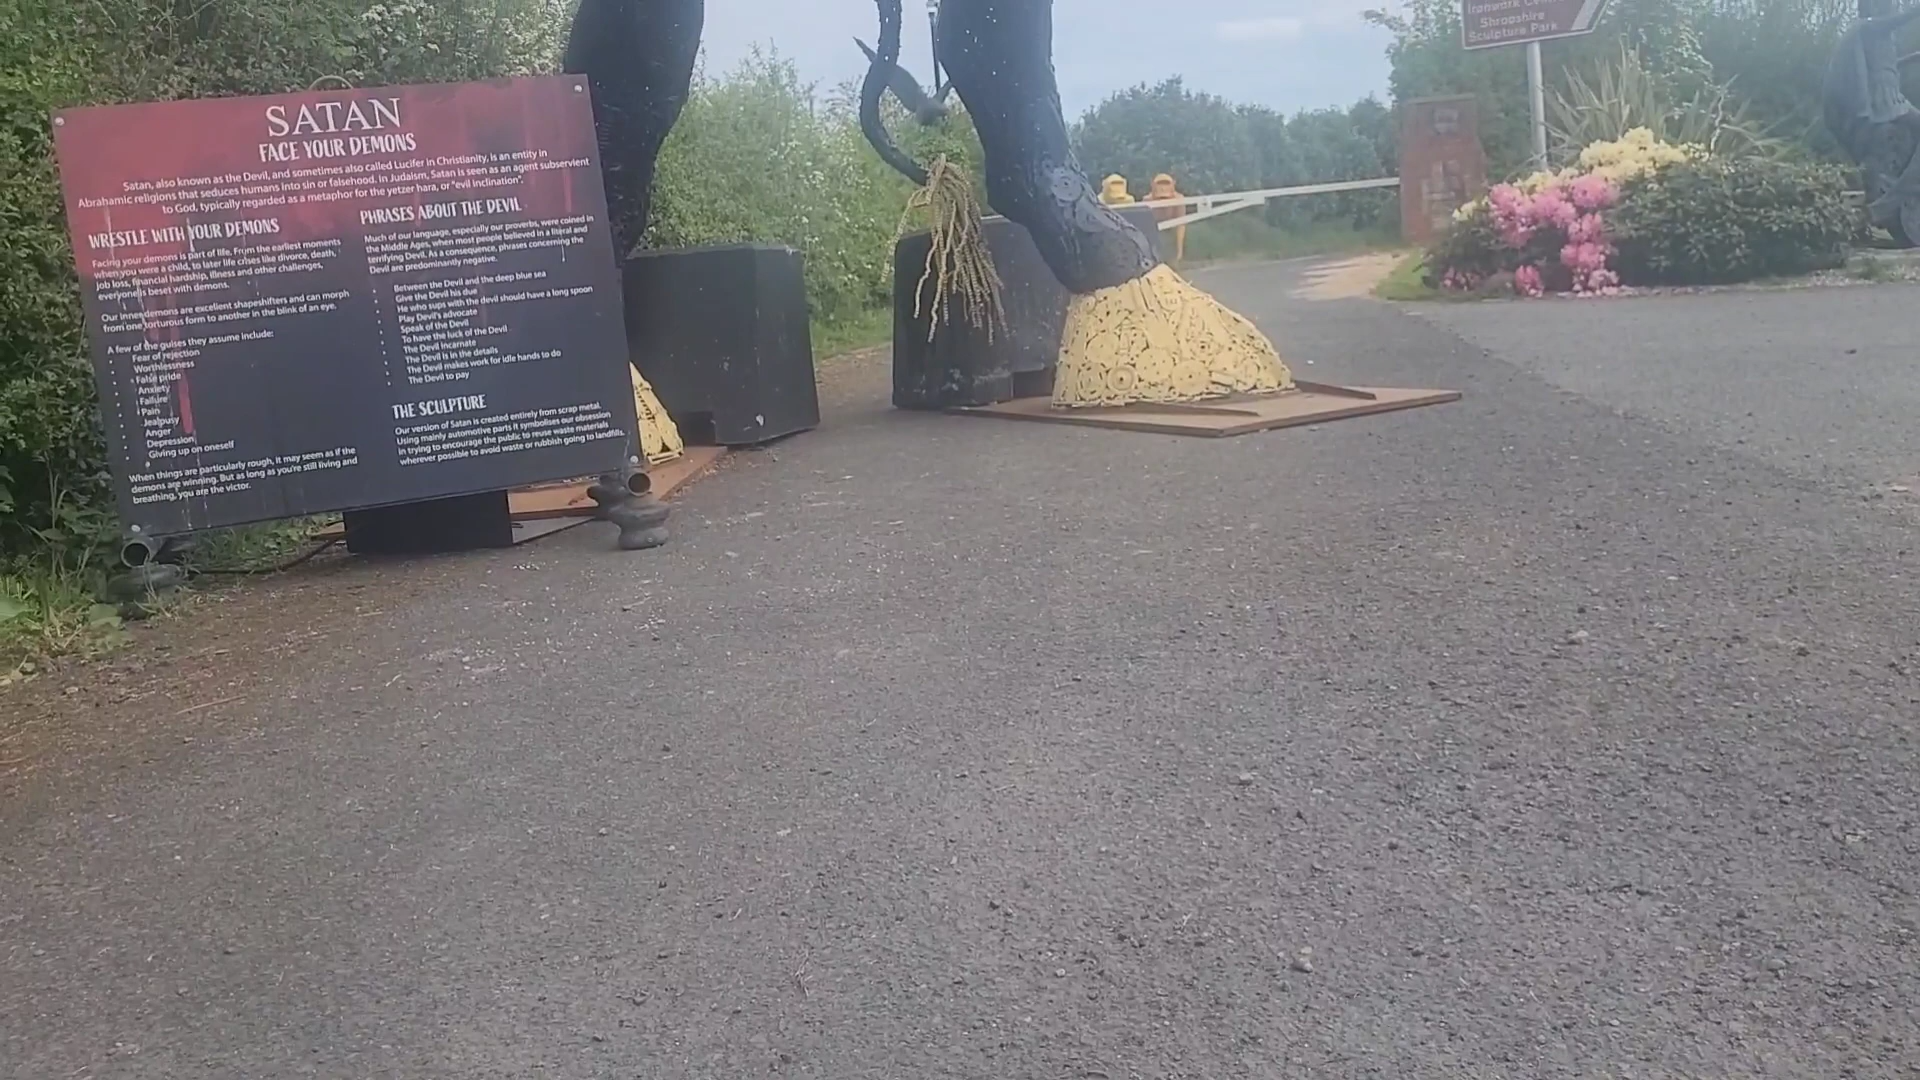 SATAN
FACE YOUR DEMONS
Satan, also known as the Devil, and sometimes also called Lucifer in Christianity, is an entity in
Abrahamic religions that seduces humans into sin or falsehood. In Judaism, Satan is seen as an agent subservient
to God, typically regarded as a metaphor for the yetzer hara, or "evil inclination".
WRESTLE WITH YOUR DEMONS
Facing your demons is part of life. From the earliest moments
when you were a child, to later life crises like divorce, death,
job loss, financial hardship, illness and other challenges,
everyone is beset with demons.
Our inner demons are excellent shapeshifters and can morph
from one torturous form to another in the blink of an eye.
A few of the guises they assume include:
• Fear of rejection
• Worthlessness
• False pride
• Anxiety
• Failure
• Pain
• Jealousy
• Anger
• Depression
• Giving up on oneself
When things are particularly rough, it may seem as if the
demons are winning. But as long as you're still living and
breathing, you are the victor.
PHRASES ABOUT THE DEVIL
Much of our language, especially our proverbs, were coined in
the Middle Ages, when most people believed in a literal and
terrifying Devil. As a consequence, phrases concerning the
Devil are predominantly negative.
• Between the Devil and the deep blue sea
• Give the Devil his due
• He who sups with the devil should have a long spoon
• Play Devil's advocate
• Speak of the Devil
• To have the luck of the Devil
• The Devil incarnate
• The Devil is in the details
• The Devil makes work for idle hands to do
• The Devil to pay
THE SCULPTURE
Our version of Satan is created entirely from scrap metal.
Using mainly automotive parts it symbolises our obsession
in trying to encourage the public to reuse waste materials
wherever possible to avoid waste or rubbish going to landfills.
Ironwork Centre
Shropshire
Sculpture Park